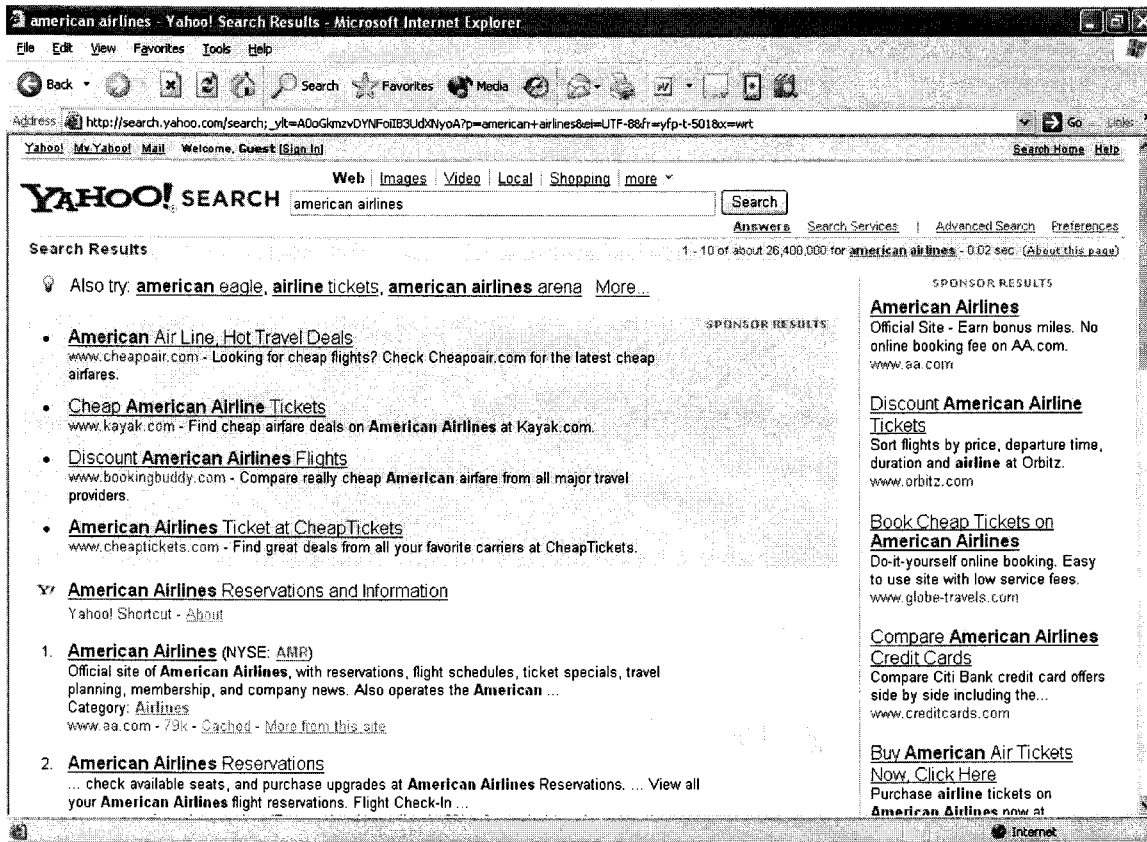 american airlines - Yahoo! Search Results - Microsoft Internet Explorer
File Edit View Favorites Tools Help
Back Search Favorites Media
Address http://search.yahoo.com/search;_ylt=A0oGkmzvDYNFoiIB3UdXNyoA?p=american+airlines&ei=UTF-8&fr=yfp-t-501&x=wrt Go Links
Yahoo! My Yahoo! Mail Welcome, Guest [Sign In] Search Home Help
Web | Images | Video | Local | Shopping | more
YAHOO! SEARCH american airlines Search
Answers Search Services | Advanced Search Preferences
Search Results 1 - 10 of about 26,400,000 for american airlines - 0.02 sec. (About this page)
Also try: american eagle, airline tickets, american airlines arena More...
SPONSOR RESULTS
• American Air Line, Hot Travel Deals
www.cheapoair.com - Looking for cheap flights? Check Cheapoair.com for the latest cheap
airfares.
• Cheap American Airline Tickets
www.kayak.com - Find cheap airfare deals on American Airlines at Kayak.com.
• Discount American Airlines Flights
www.bookingbuddy.com - Compare really cheap American airfare from all major travel
providers.
• American Airlines Ticket at CheapTickets
www.cheaptickets.com - Find great deals from all your favorite carriers at CheapTickets.
Y! American Airlines Reservations and Information
Yahoo! Shortcut - About
1. American Airlines (NYSE: AMR)
Official site of American Airlines, with reservations, flight schedules, ticket specials, travel
planning, membership, and company news. Also operates the American ...
Category: Airlines
www.aa.com - 79k - Cached - More from this site
2. American Airlines Reservations
... check available seats, and purchase upgrades at American Airlines Reservations. ... View all
your American Airlines flight reservations. Flight Check-In ...
SPONSOR RESULTS
American Airlines
Official Site - Earn bonus miles. No
online booking fee on AA.com.
www.aa.com
Discount American Airline
Tickets
Sort flights by price, departure time,
duration and airline at Orbitz.
www.orbitz.com
Book Cheap Tickets on
American Airlines
Do-it-yourself online booking. Easy
to use site with low service fees.
www.globe-travels.com
Compare American Airlines
Credit Cards
Compare Citi Bank credit card offers
side by side including the...
www.creditcards.com
Buy American Air Tickets
Now, Click Here
Purchase airline tickets on
American Airlines now at
Internet